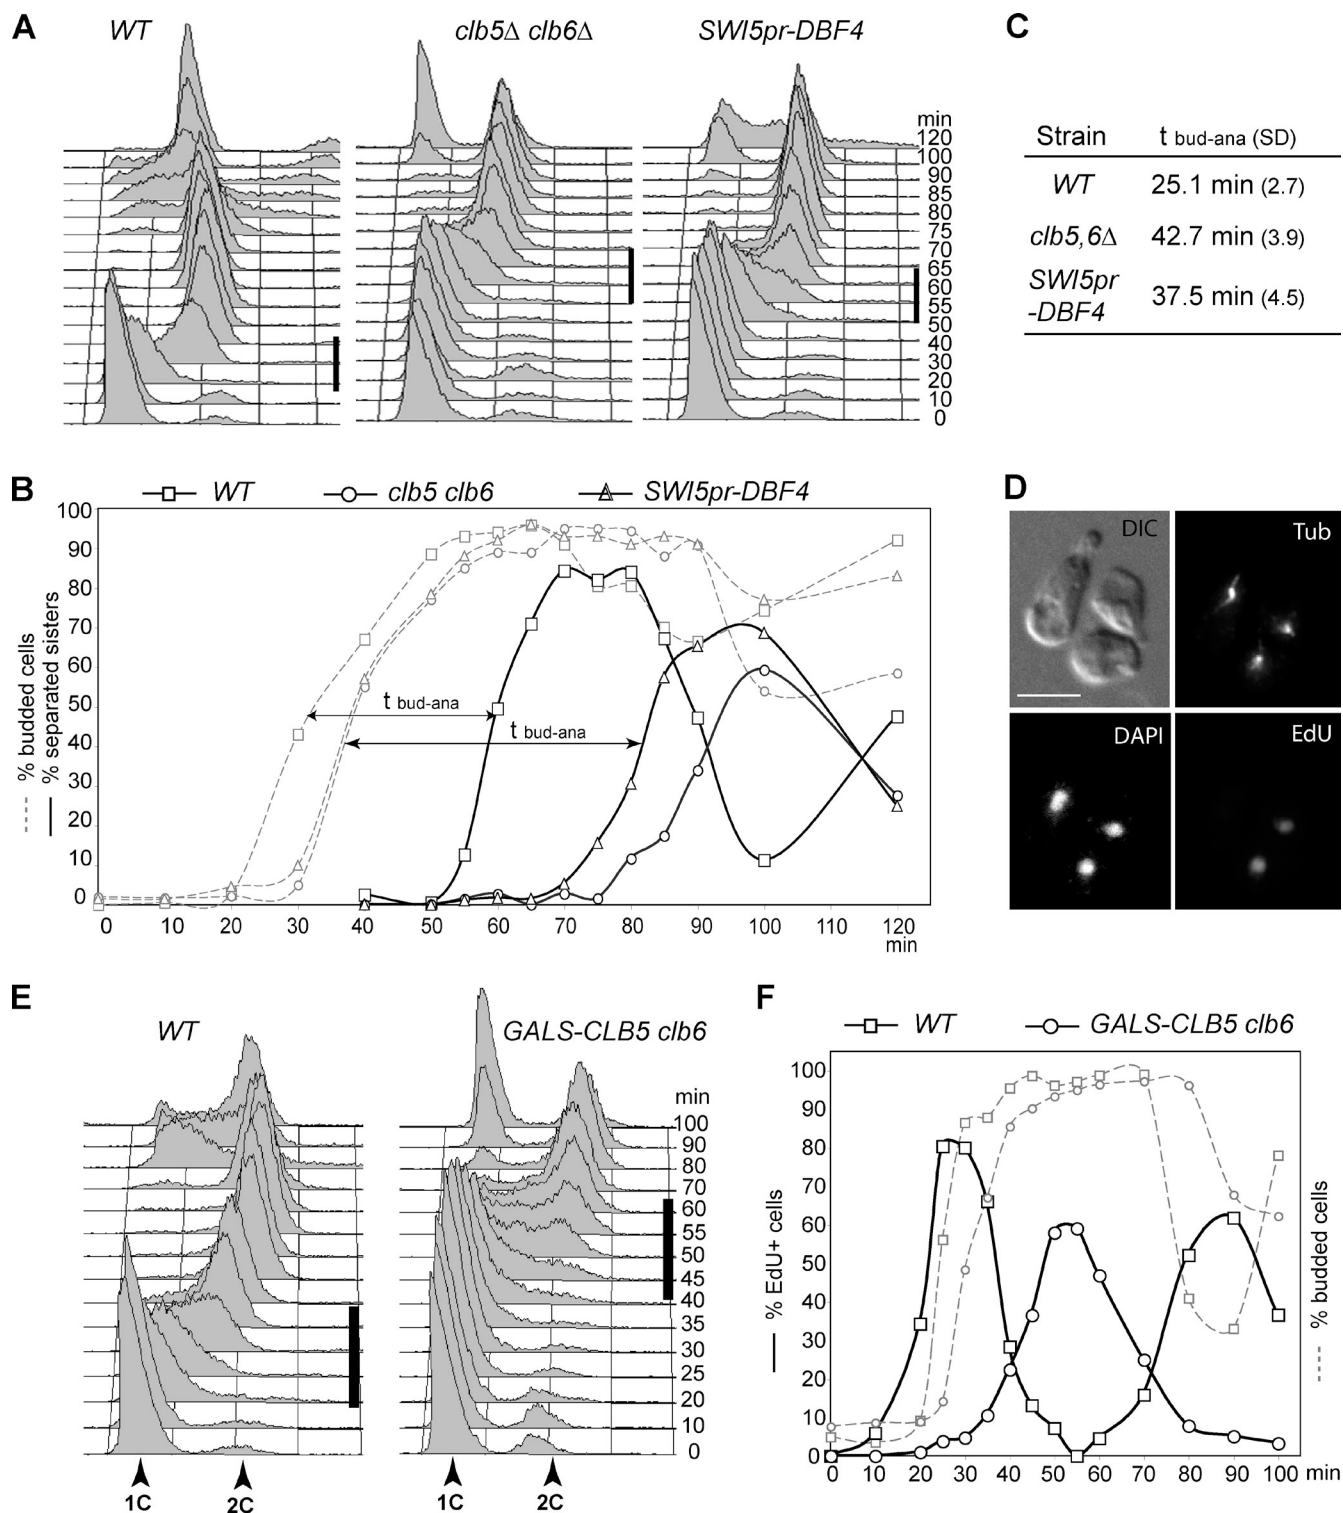 A
WT
clb5Δ clb6Δ
SWI5pr-DBF4
min
120
100
90
85
80
75
70
65
60
55
50
40
30
20
10
0
C
Strain t bud-ana (SD)
WT 25.1 min (2.7)
clb5,6Δ 42.7 min (3.9)
SWI5pr
-DBF4 37.5 min (4.5)
B
WT
clb5 clb6
SWI5pr-DBF4
100
90
80
70
60
50
40
30
20
10
0
% budded cells
% separated sisters
t bud-ana
t bud-ana
0 10 20 30 40 50 60 70 80 90 100 110 120
min
D
DIC
Tub
DAPI
EdU
E
WT
GALS-CLB5 clb6
min
100
90
80
70
60
55
50
45
40
35
30
25
20
10
0
1C
2C
1C
2C
F
WT
GALS-CLB5 clb6
100
90
80
70
60
50
40
30
20
10
0
% EdU+ cells
% budded cells
0 10 20 30 40 50 60 70 80 90 100 min